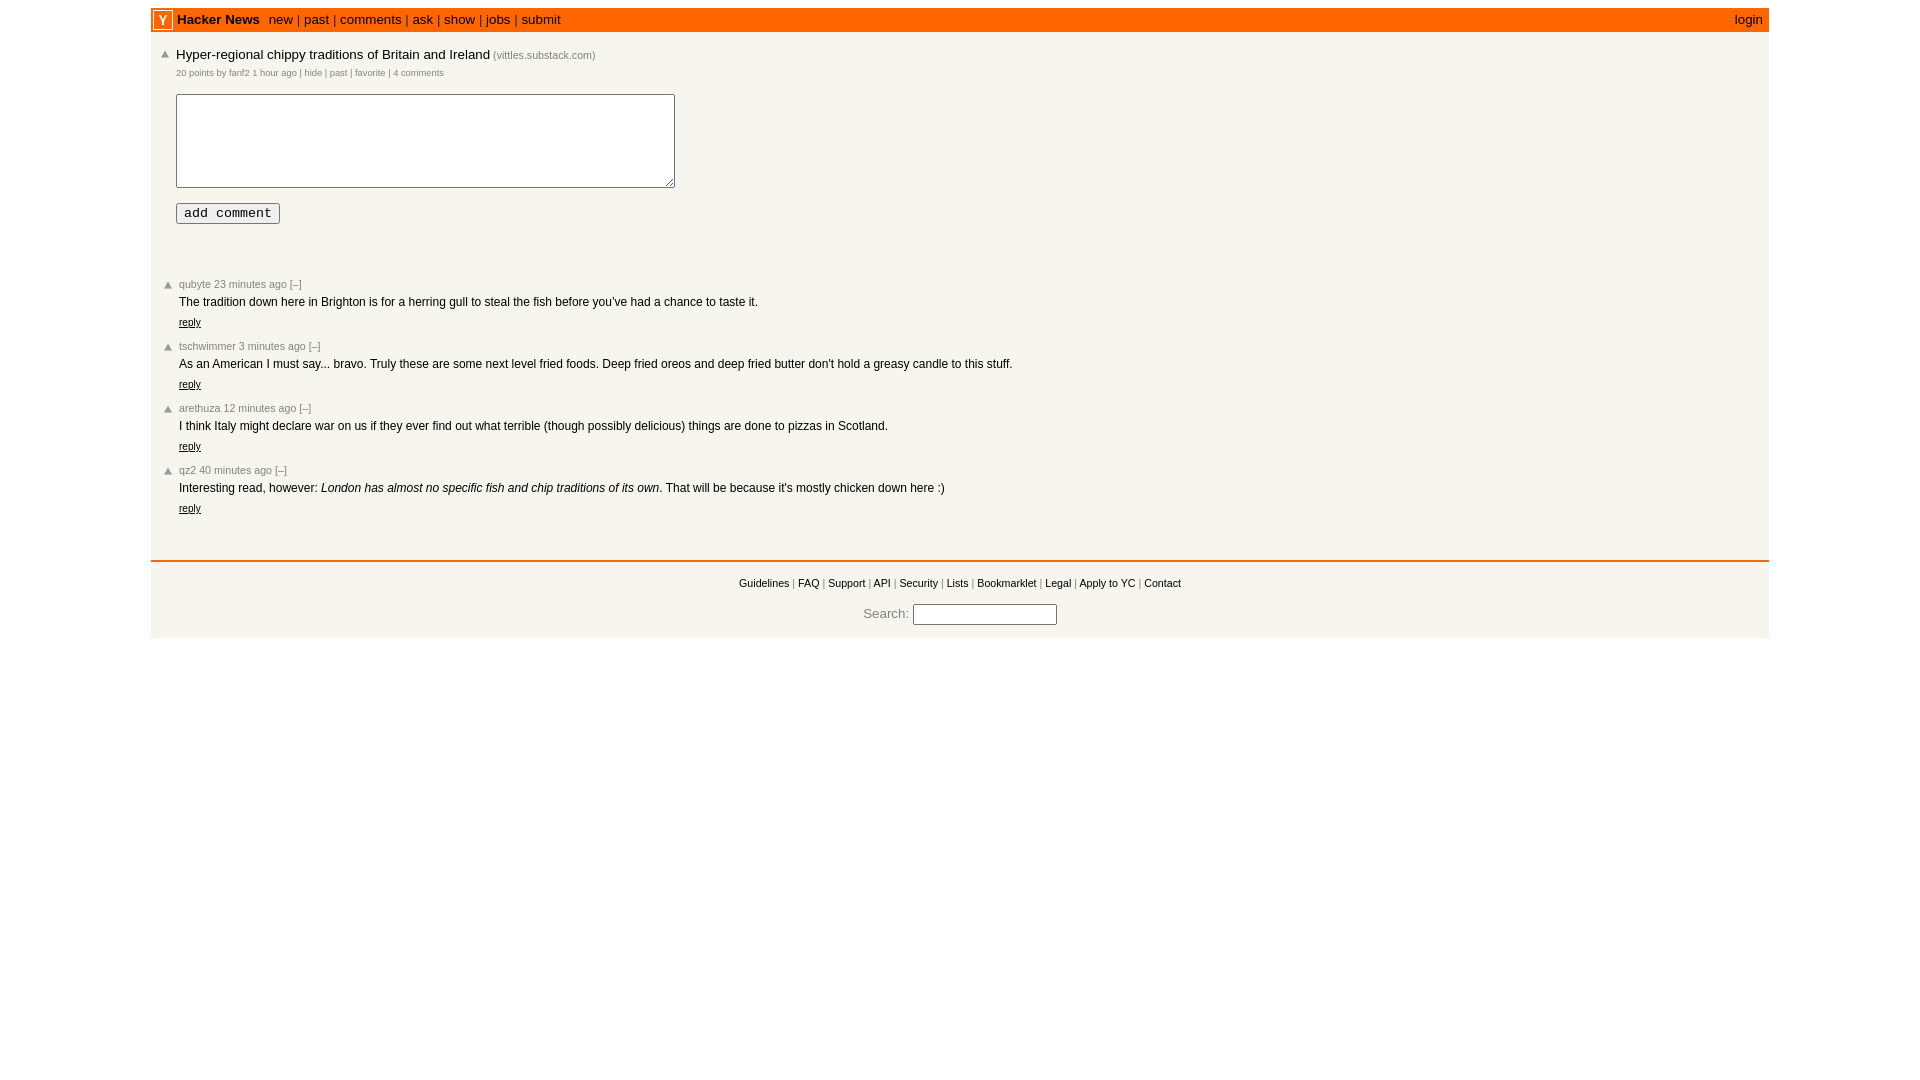 Y Hacker News new | past | comments | ask | show | jobs | submit login
Hyper-regional chippy traditions of Britain and Ireland (vittles.substack.com)
20 points by fanf2 1 hour ago | hide | past | favorite | 4 comments
add comment
qubyte 23 minutes ago [–]
The tradition down here in Brighton is for a herring gull to steal the fish before you’ve had a chance to taste it.
reply
tschwimmer 3 minutes ago [–]
As an American I must say... bravo. Truly these are some next level fried foods. Deep fried oreos and deep fried butter don't hold a greasy candle to this stuff.
reply
arethuza 12 minutes ago [–]
I think Italy might declare war on us if they ever find out what terrible (though possibly delicious) things are done to pizzas in Scotland.
reply
qz2 40 minutes ago [–]
Interesting read, however: London has almost no specific fish and chip traditions of its own. That will be because it's mostly chicken down here :)
reply
Guidelines | FAQ | Support | API | Security | Lists | Bookmarklet | Legal | Apply to YC | Contact
Search: